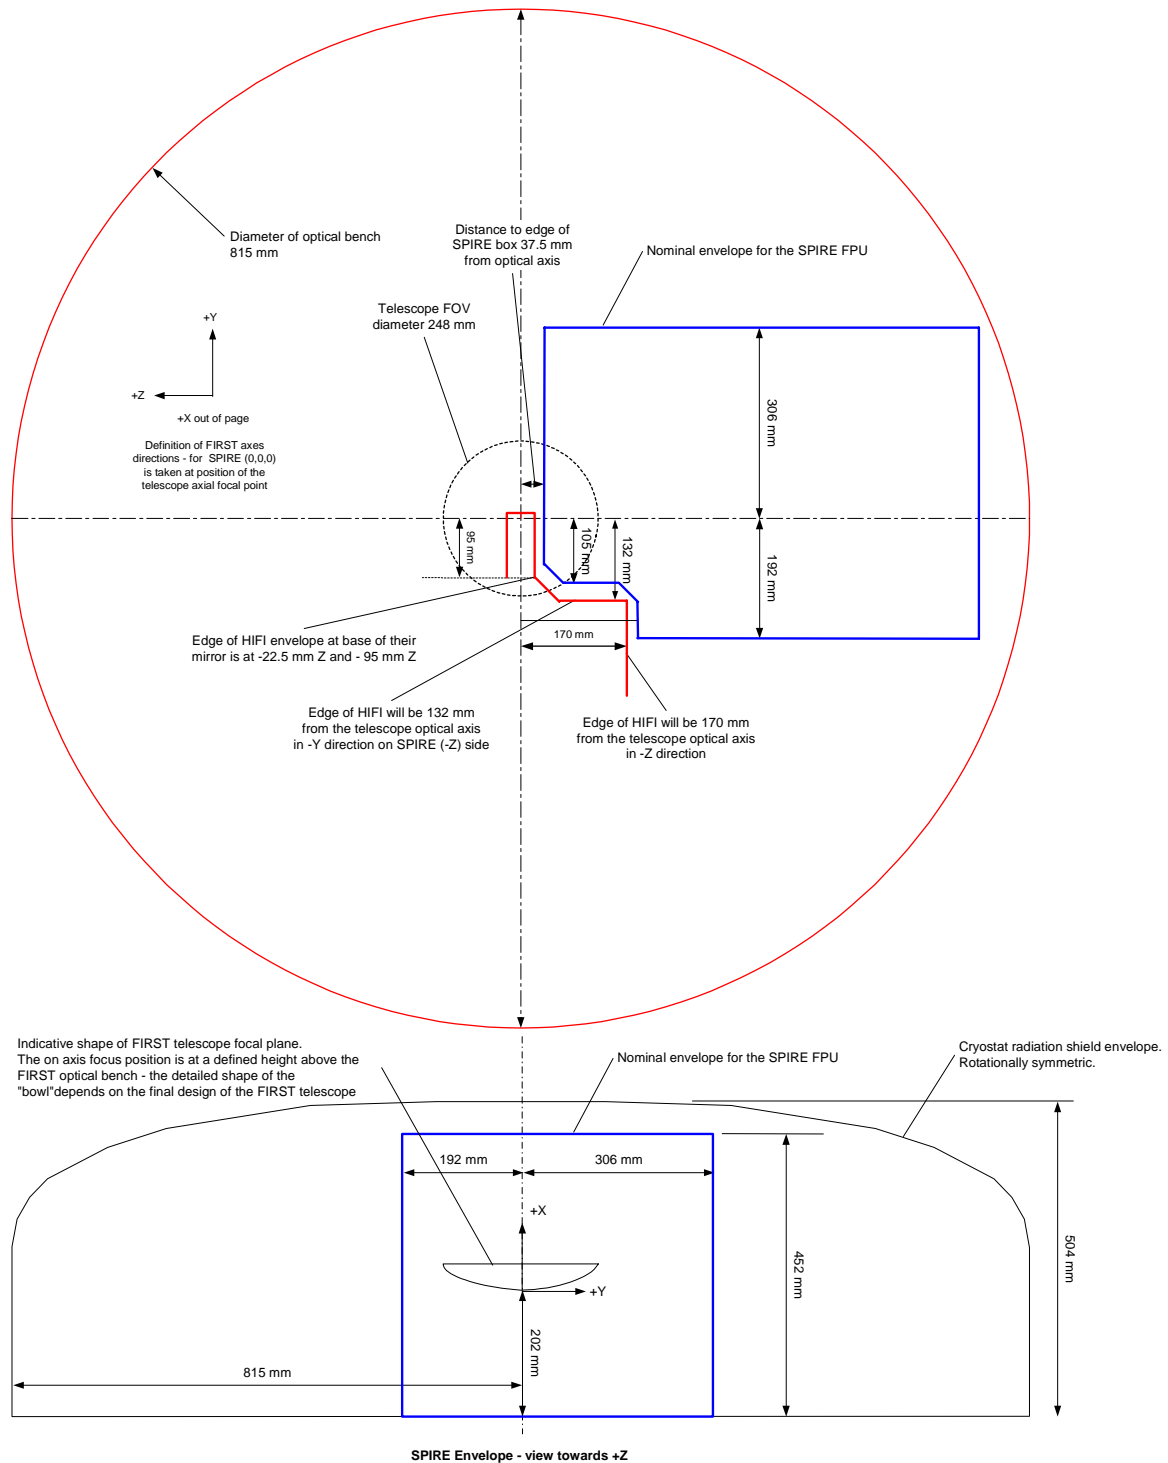 Diameter of optical bench
815 mm
Distance to edge of
SPIRE box 37.5 mm
from optical axis
Nominal envelope for the SPIRE FPU
Telescope FOV
diameter 248 mm
+Y
+Z
+X out of page
Definition of FIRST axes
directions - for SPIRE (0,0,0)
is taken at position of the
telescope axial focal point
306 mm
95 mm
105 mm
132 mm
192 mm
170 mm
Edge of HIFI envelope at base of their
mirror is at -22.5 mm Z and - 95 mm Z
Edge of HIFI will be 132 mm
from the telescope optical axis
in -Y direction on SPIRE (-Z) side
Edge of HIFI will be 170 mm
from the telescope optical axis
in -Z direction
Indicative shape of FIRST telescope focal plane.
The on axis focus position is at a defined height above the
FIRST optical bench - the detailed shape of the
"bowl"depends on the final design of the FIRST telescope
Nominal envelope for the SPIRE FPU
Cryostat radiation shield envelope.
Rotationally symmetric.
192 mm
306 mm
+X
+Y
452 mm
504 mm
202 mm
815 mm
SPIRE Envelope - view towards +Z